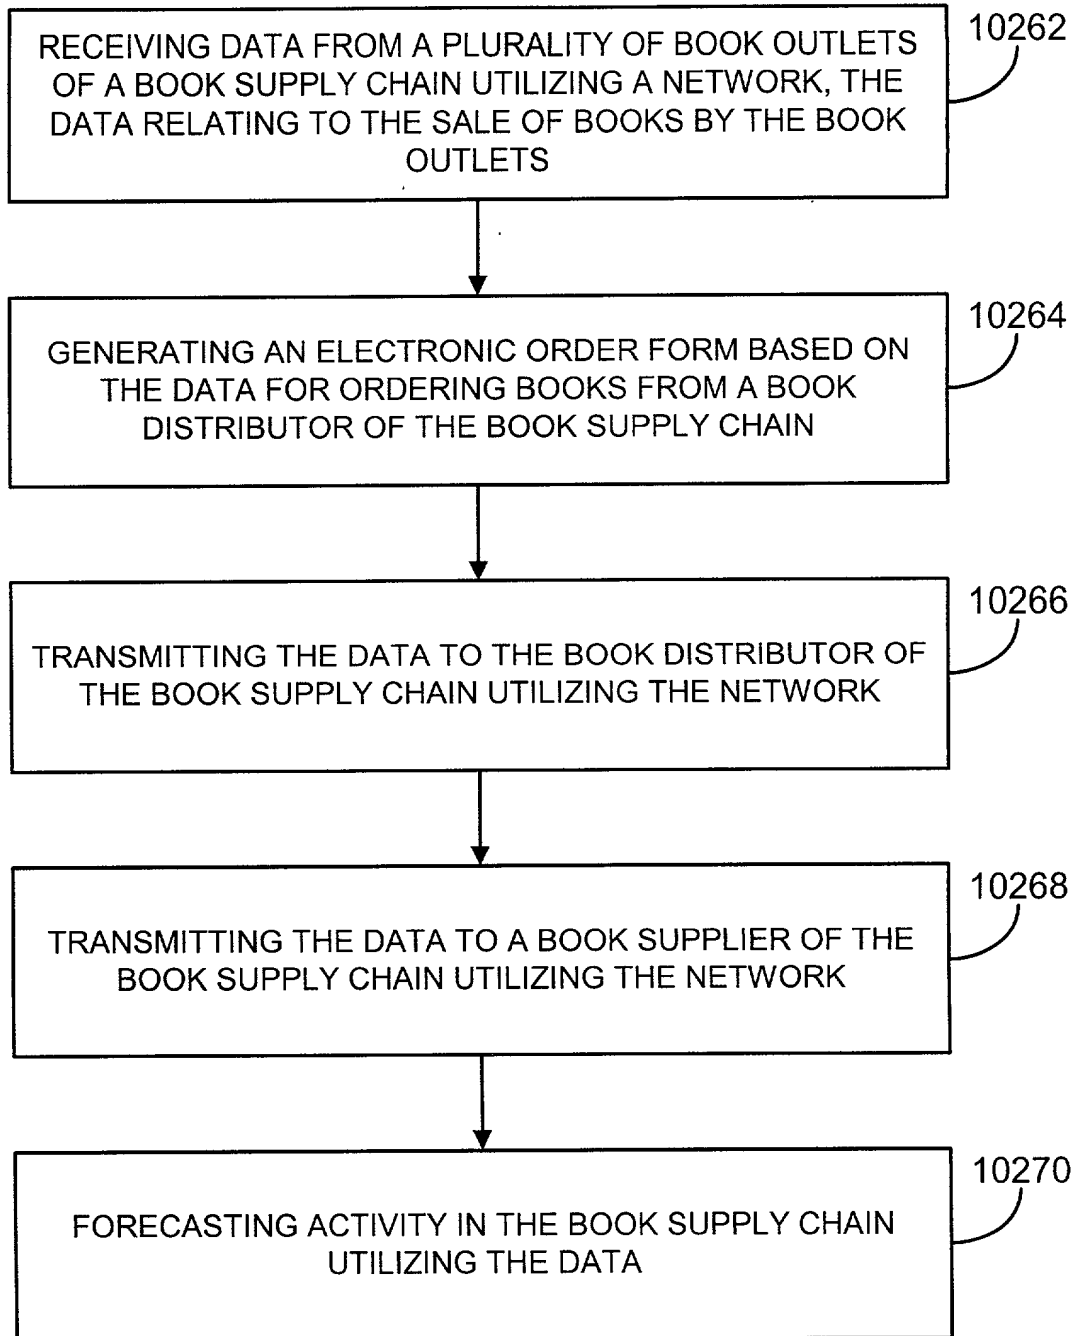 RECEIVING DATA FROM A PLURALITY OF BOOK OUTLETS
OF A BOOK SUPPLY CHAIN UTILIZING A NETWORK, THE
DATA RELATING TO THE SALE OF BOOKS BY THE BOOK
OUTLETS
10262
GENERATING AN ELECTRONIC ORDER FORM BASED ON
THE DATA FOR ORDERING BOOKS FROM A BOOK
DISTRIBUTOR OF THE BOOK SUPPLY CHAIN
10264
TRANSMITTING THE DATA TO THE BOOK DISTRIBUTOR OF
THE BOOK SUPPLY CHAIN UTILIZING THE NETWORK
10266
TRANSMITTING THE DATA TO A BOOK SUPPLIER OF THE
BOOK SUPPLY CHAIN UTILIZING THE NETWORK
10268
FORECASTING ACTIVITY IN THE BOOK SUPPLY CHAIN
UTILIZING THE DATA
10270